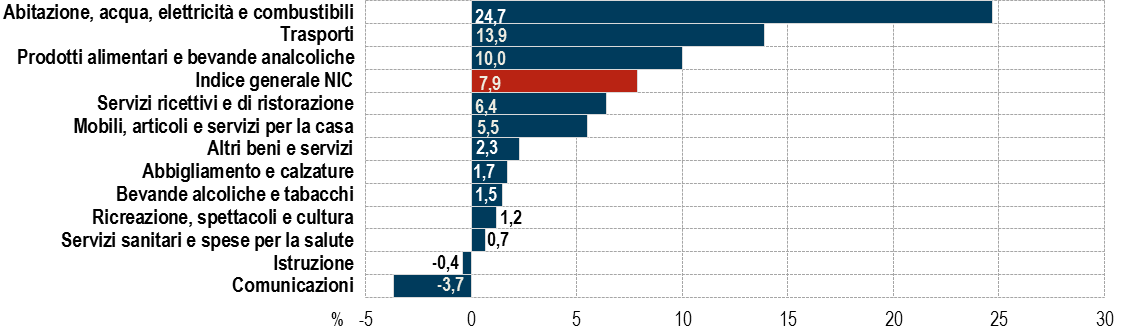 Abitazione, acqua, elettricità e combustibili 24,7
Trasporti 13,9
Prodotti alimentari e bevande analcoliche 10,0
Indice generale NIC 7,9
Servizi ricettivi e di ristorazione 6,4
Mobili, articoli e servizi per la casa 5,5
Altri beni e servizi 2,3
Abbigliamento e calzature 1,7
Bevande alcoliche e tabacchi 1,5
Ricreazione, spettacoli e cultura 1,2
Servizi sanitari e spese per la salute 0,7
Istruzione -0,4
Comunicazioni -3,7
% -5 0 5 10 15 20 25 30